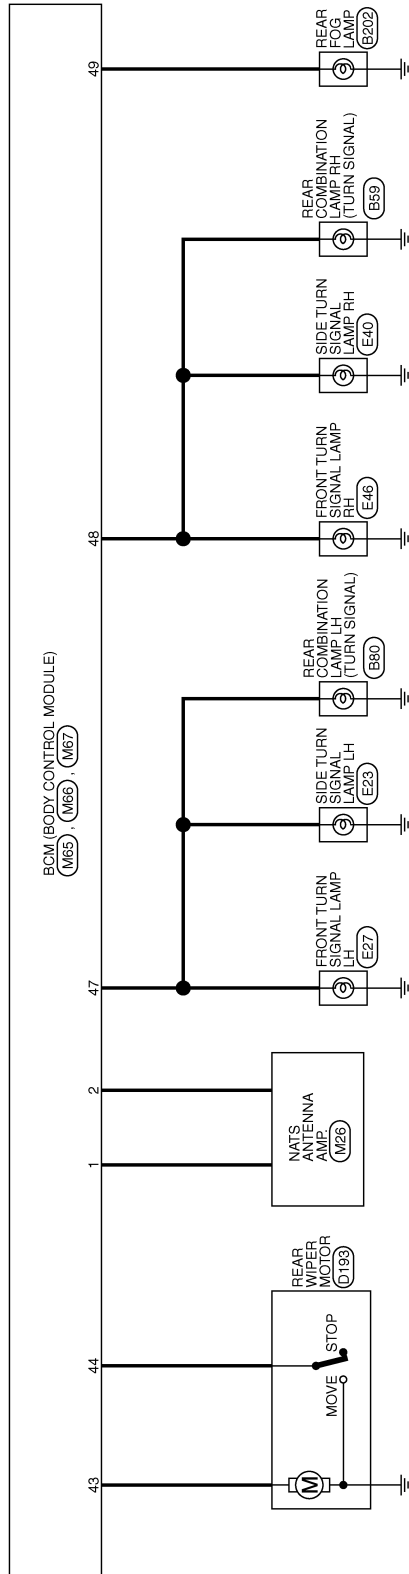 49
REAR
FOG
LAMP
B202
REAR
COMBINATION
LAMP RH
(TURN SIGNAL)
B59
SIDE TURN
SIGNAL
LAMP RH
E40
48
FRONT TURN
SIGNAL LAMP
RH
E46
REAR
COMBINATION
LAMP LH
(TURN SIGNAL)
B80
BCM (BODY CONTROL MODULE)
M65 , M66 , M67
SIDE TURN
SIGNAL
LAMP LH
E23
47
FRONT TURN
SIGNAL LAMP
LH
E27
2
1
NATS
ANTENNA
AMP.
M26
REAR
WIPER
MOTOR
D193
44
STOP
MOVE
43
M